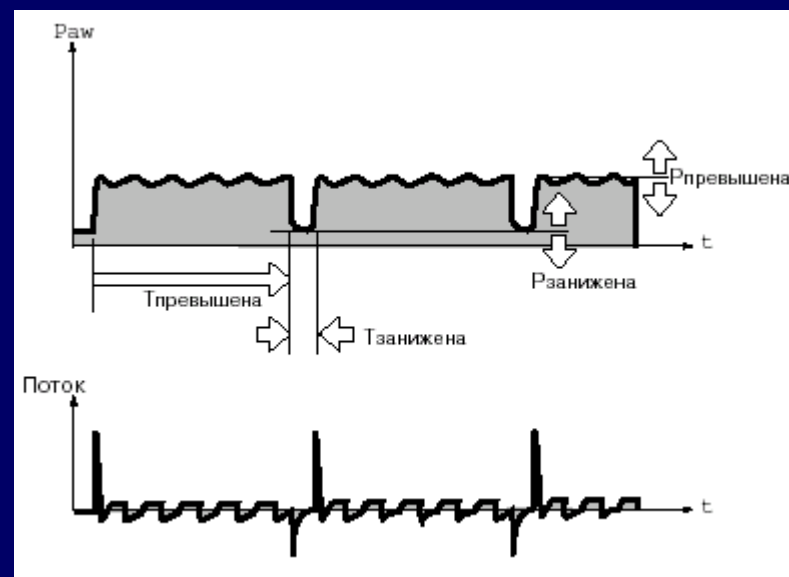 Paw
Pпревышена
t
Pзанижена
Tпревышена
Tзанижена
Поток
t